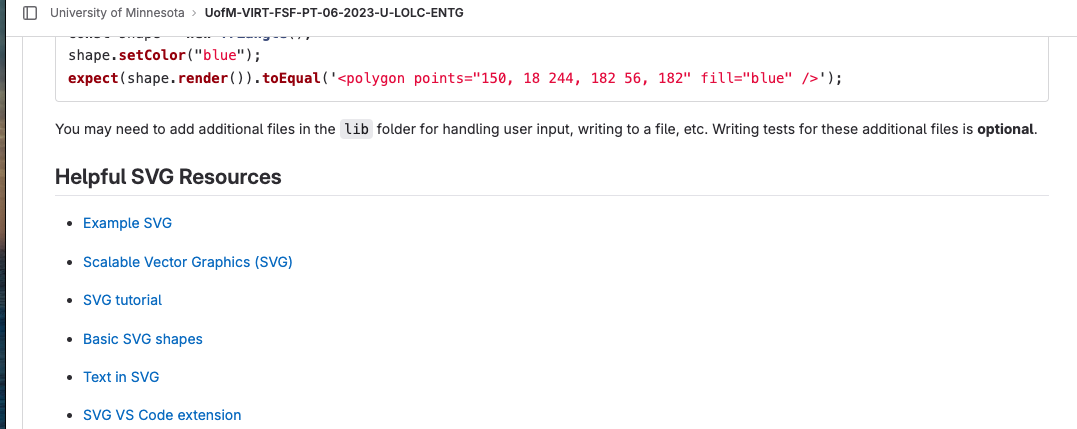 University of Minnesota › UofM-VIRT-FSF-PT-06-2023-U-LOLC-ENTG
shape.setColor("blue");
expect(shape.render()).toEqual('<polygon points="150, 18 244, 182 56, 182" fill="blue" />');
You may need to add additional files in the lib folder for handling user input, writing to a file, etc. Writing tests for these additional files is optional.
Helpful SVG Resources
• Example SVG
• Scalable Vector Graphics (SVG)
• SVG tutorial
• Basic SVG shapes
• Text in SVG
• SVG VS Code extension